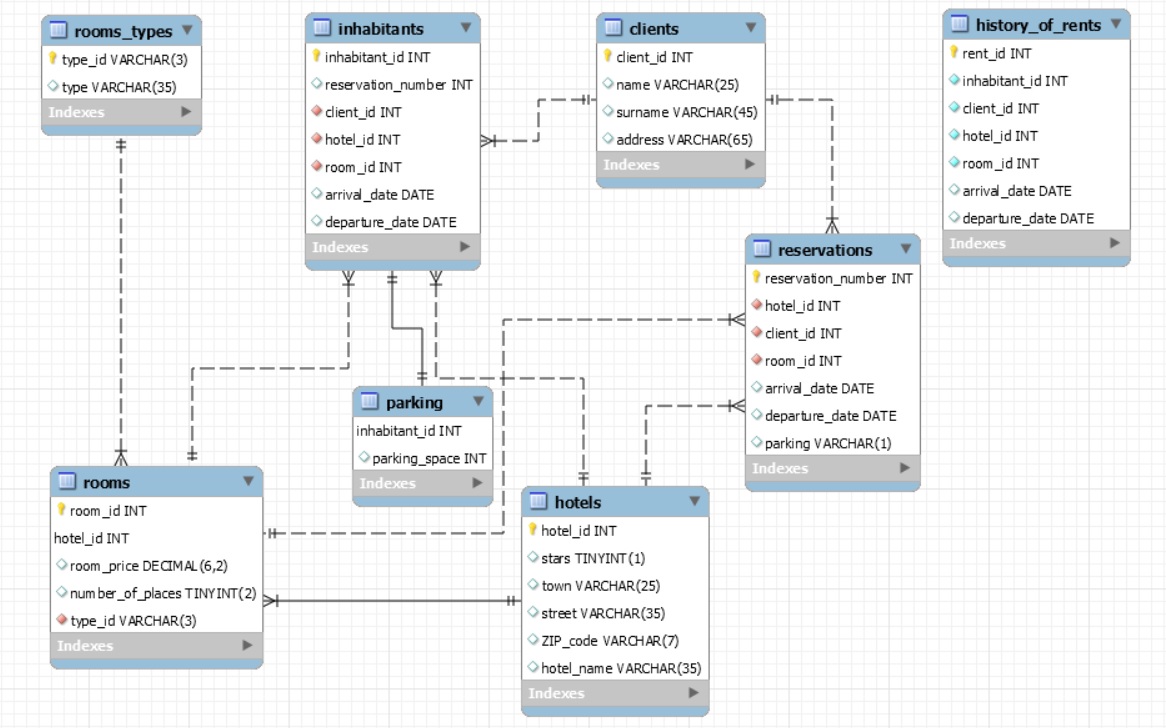 rooms_types
type_id VARCHAR(3)
type VARCHAR(35)
Indexes
inhabitants
inhabitant_id INT
reservation_number INT
client_id INT
hotel_id INT
room_id INT
arrival_date DATE
departure_date DATE
Indexes
clients
client_id INT
name VARCHAR(25)
surname VARCHAR(45)
address VARCHAR(65)
Indexes
history_of_rents
rent_id INT
inhabitant_id INT
client_id INT
hotel_id INT
room_id INT
arrival_date DATE
departure_date DATE
Indexes
reservations
reservation_number INT
hotel_id INT
client_id INT
room_id INT
arrival_date DATE
departure_date DATE
parking VARCHAR(1)
Indexes
parking
inhabitant_id INT
parking_space INT
Indexes
rooms
room_id INT
hotel_id INT
room_price DECIMAL(6,2)
number_of_places TINYINT(2)
type_id VARCHAR(3)
Indexes
hotels
hotel_id INT
stars TINYINT(1)
town VARCHAR(25)
street VARCHAR(35)
ZIP_code VARCHAR(7)
hotel_name VARCHAR(35)
Indexes